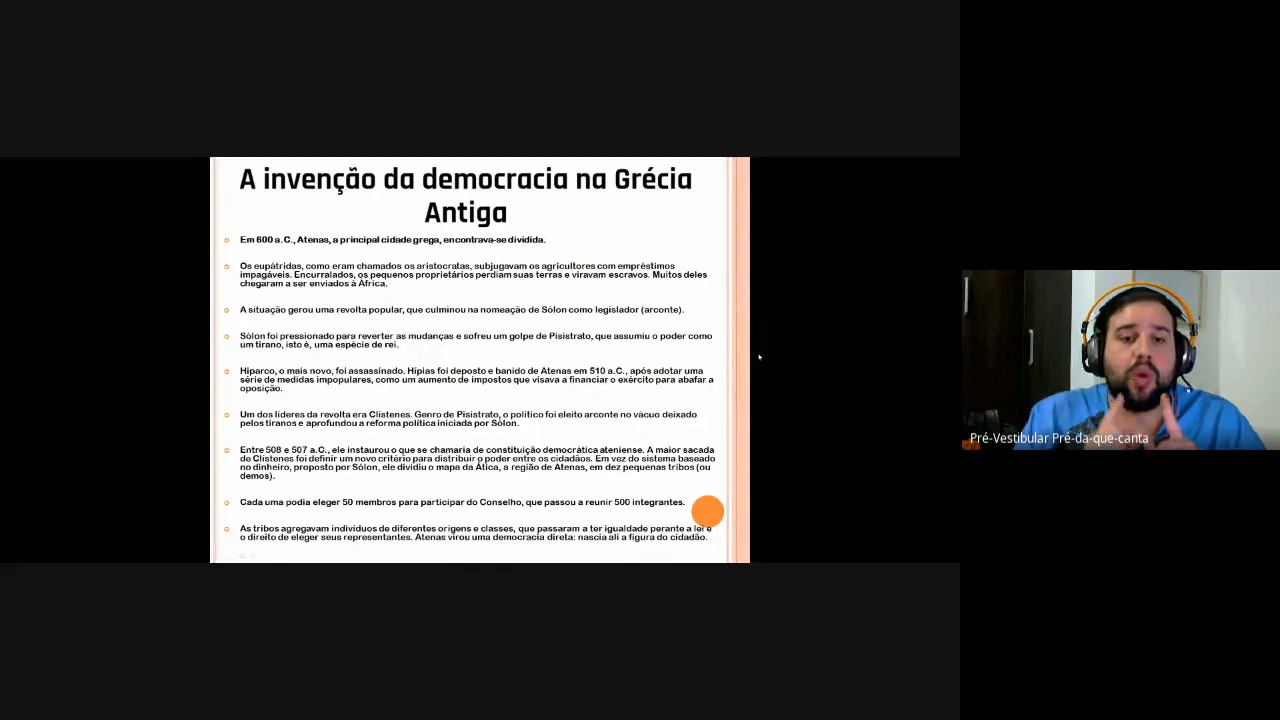 A invenção da democracia na Grécia
Antiga
Em 600 a.C., Atenas, a principal cidade grega, encontrava-se dividida.
Os eupátridas, como eram chamados os aristocratas, subjugavam os agricultores com empréstimos
impagáveis. Encurralados, os pequenos proprietários perdiam suas terras e viravam escravos. Muitos deles
chegaram a ser enviados à África.
A situação gerou uma revolta popular, que culminou na nomeação de Sólon como legislador (arconte).
Sólon foi pressionado para reverter as mudanças e sofreu um golpe de Pisistrato, que assumiu o poder como
um tirano, isto é, uma espécie de rei.
Hiparco, o mais novo, foi assassinado. Hípias foi deposto e banido de Atenas em 510 a.C., após adotar uma
série de medidas impopulares, como um aumento de impostos que visava a financiar o exército para abafar a
oposição.
Um dos líderes da revolta era Clístenes. Genro de Pisistrato, o político foi eleito arconte no vácuo deixado
pelos tiranos e aprofundou a reforma política iniciada por Sólon.
Entre 508 e 507 a.C., ele instaurou o que se chamaria de constituição democrática ateniense. A maior sacada
de Clístenes foi definir um novo critério para distribuir o poder entre os cidadãos. Em vez do sistema baseado
no dinheiro, proposto por Sólon, ele dividiu o mapa da Ática, a região de Atenas, em dez pequenas tribos (ou
demos).
Cada uma podia eleger 50 membros para participar do Conselho, que passou a reunir 500 integrantes.
As tribos agregavam indivíduos de diferentes origens e classes, que passaram a ter igualdade perante a lei e
o direito de eleger seus representantes. Atenas virou uma democracia direta: nascia ali a figura do cidadão.
Pré-Vestibular Pré-da-que-canta